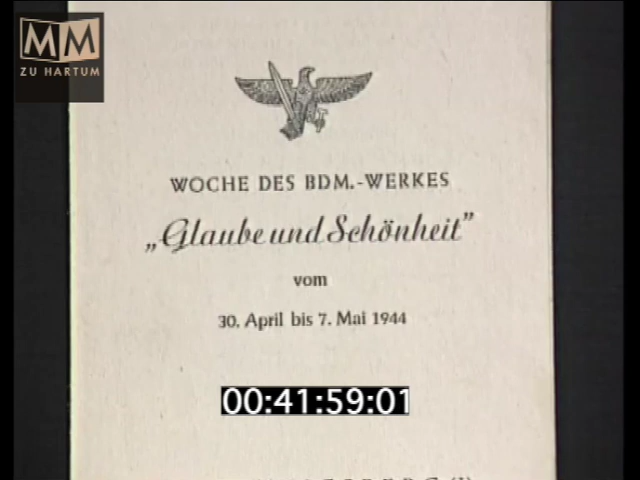 MM
ZU HARTUM
WOCHE DES BDM.-WERKES
„Glaube und Schönheit”
vom
30. April bis 7. Mai 1944
00:41:59:01